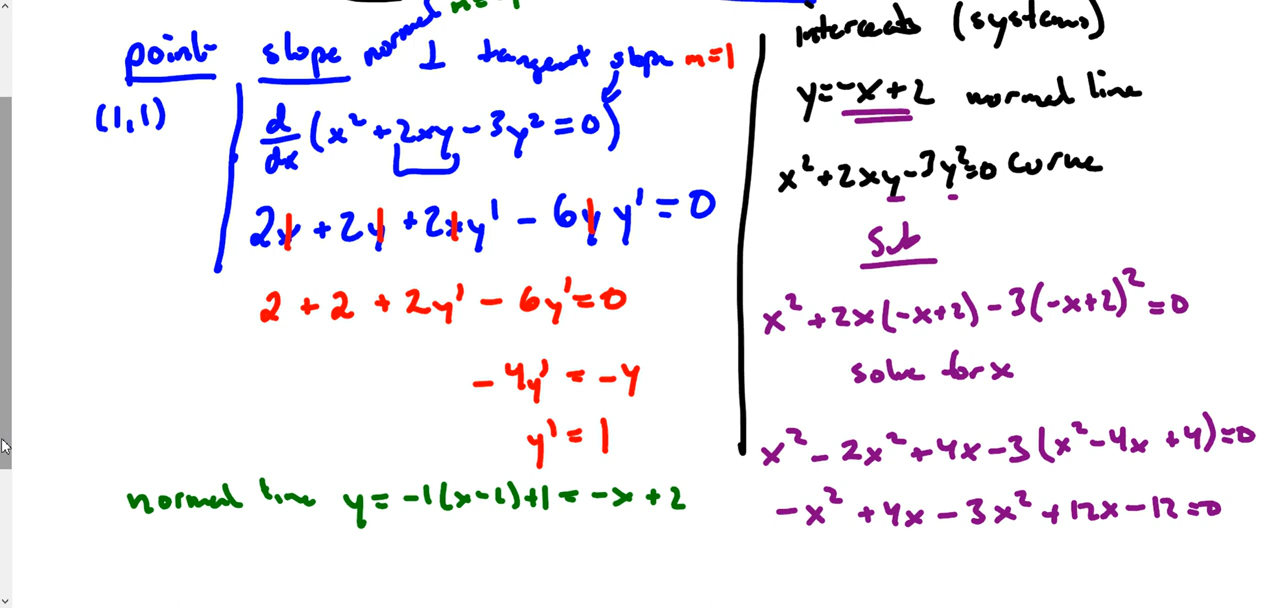 normal
point- slope ⊥ tangent slope m=1
(1,1)
d/dx (x² + 2xy - 3y² = 0)
2x + 2y + 2xy' - 6y y' = 0
2 + 2 + 2y' - 6y' = 0
-4y' = -4
y' = 1
normal line y = -1(x-1)+1 = -x+2
intercects (systems)
y = -x+2 normal line
x² + 2xy - 3y² = 0 curve
Sub
x² + 2x(-x+2) - 3(-x+2)² = 0
solve for x
x² - 2x² + 4x - 3(x² - 4x + 4) = 0
-x² + 4x - 3x² + 12x - 12 = 0